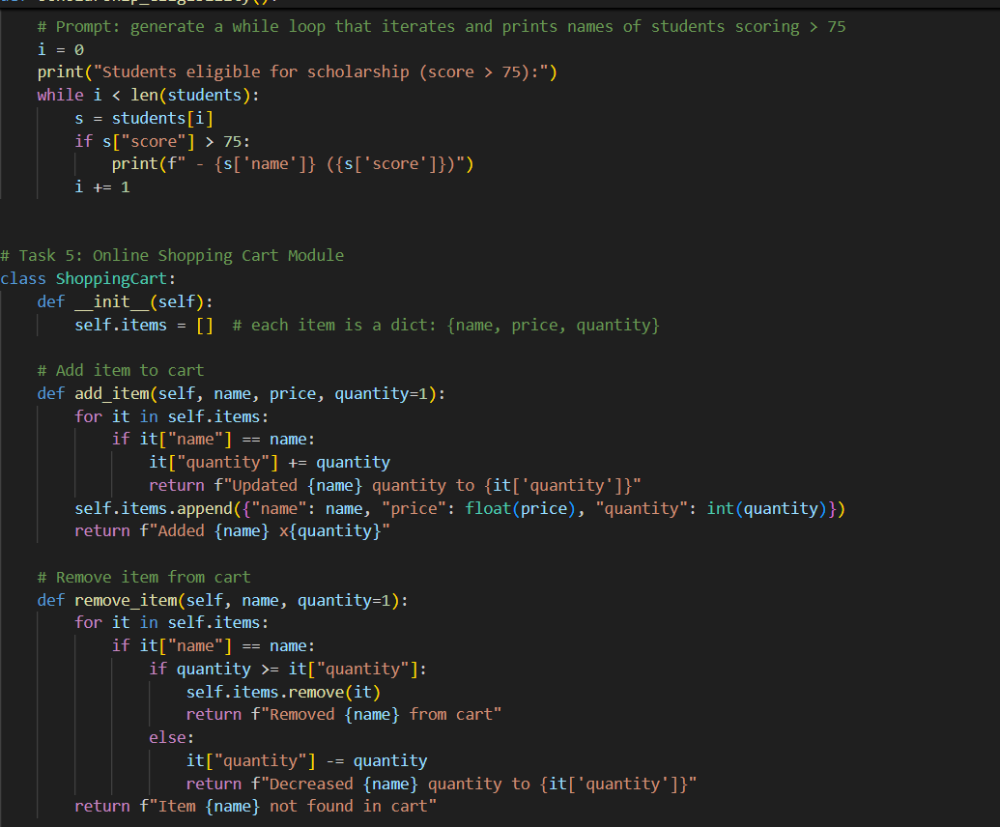 # Prompt: generate a while loop that iterates and prints names of students scoring > 75
    i = 0
    print("Students eligible for scholarship (score > 75):")
    while i < len(students):
        s = students[i]
        if s["score"] > 75:
            print(f" - {s['name']} ({s['score']})")
        i += 1


# Task 5: Online Shopping Cart Module
class ShoppingCart:
    def __init__(self):
        self.items = []  # each item is a dict: {name, price, quantity}

    # Add item to cart
    def add_item(self, name, price, quantity=1):
        for it in self.items:
            if it["name"] == name:
                it["quantity"] += quantity
                return f"Updated {name} quantity to {it['quantity']}"
        self.items.append({"name": name, "price": float(price), "quantity": int(quantity)})
        return f"Added {name} x{quantity}"

    # Remove item from cart
    def remove_item(self, name, quantity=1):
        for it in self.items:
            if it["name"] == name:
                if quantity >= it["quantity"]:
                    self.items.remove(it)
                    return f"Removed {name} from cart"
                else:
                    it["quantity"] -= quantity
                    return f"Decreased {name} quantity to {it['quantity']}"
        return f"Item {name} not found in cart"